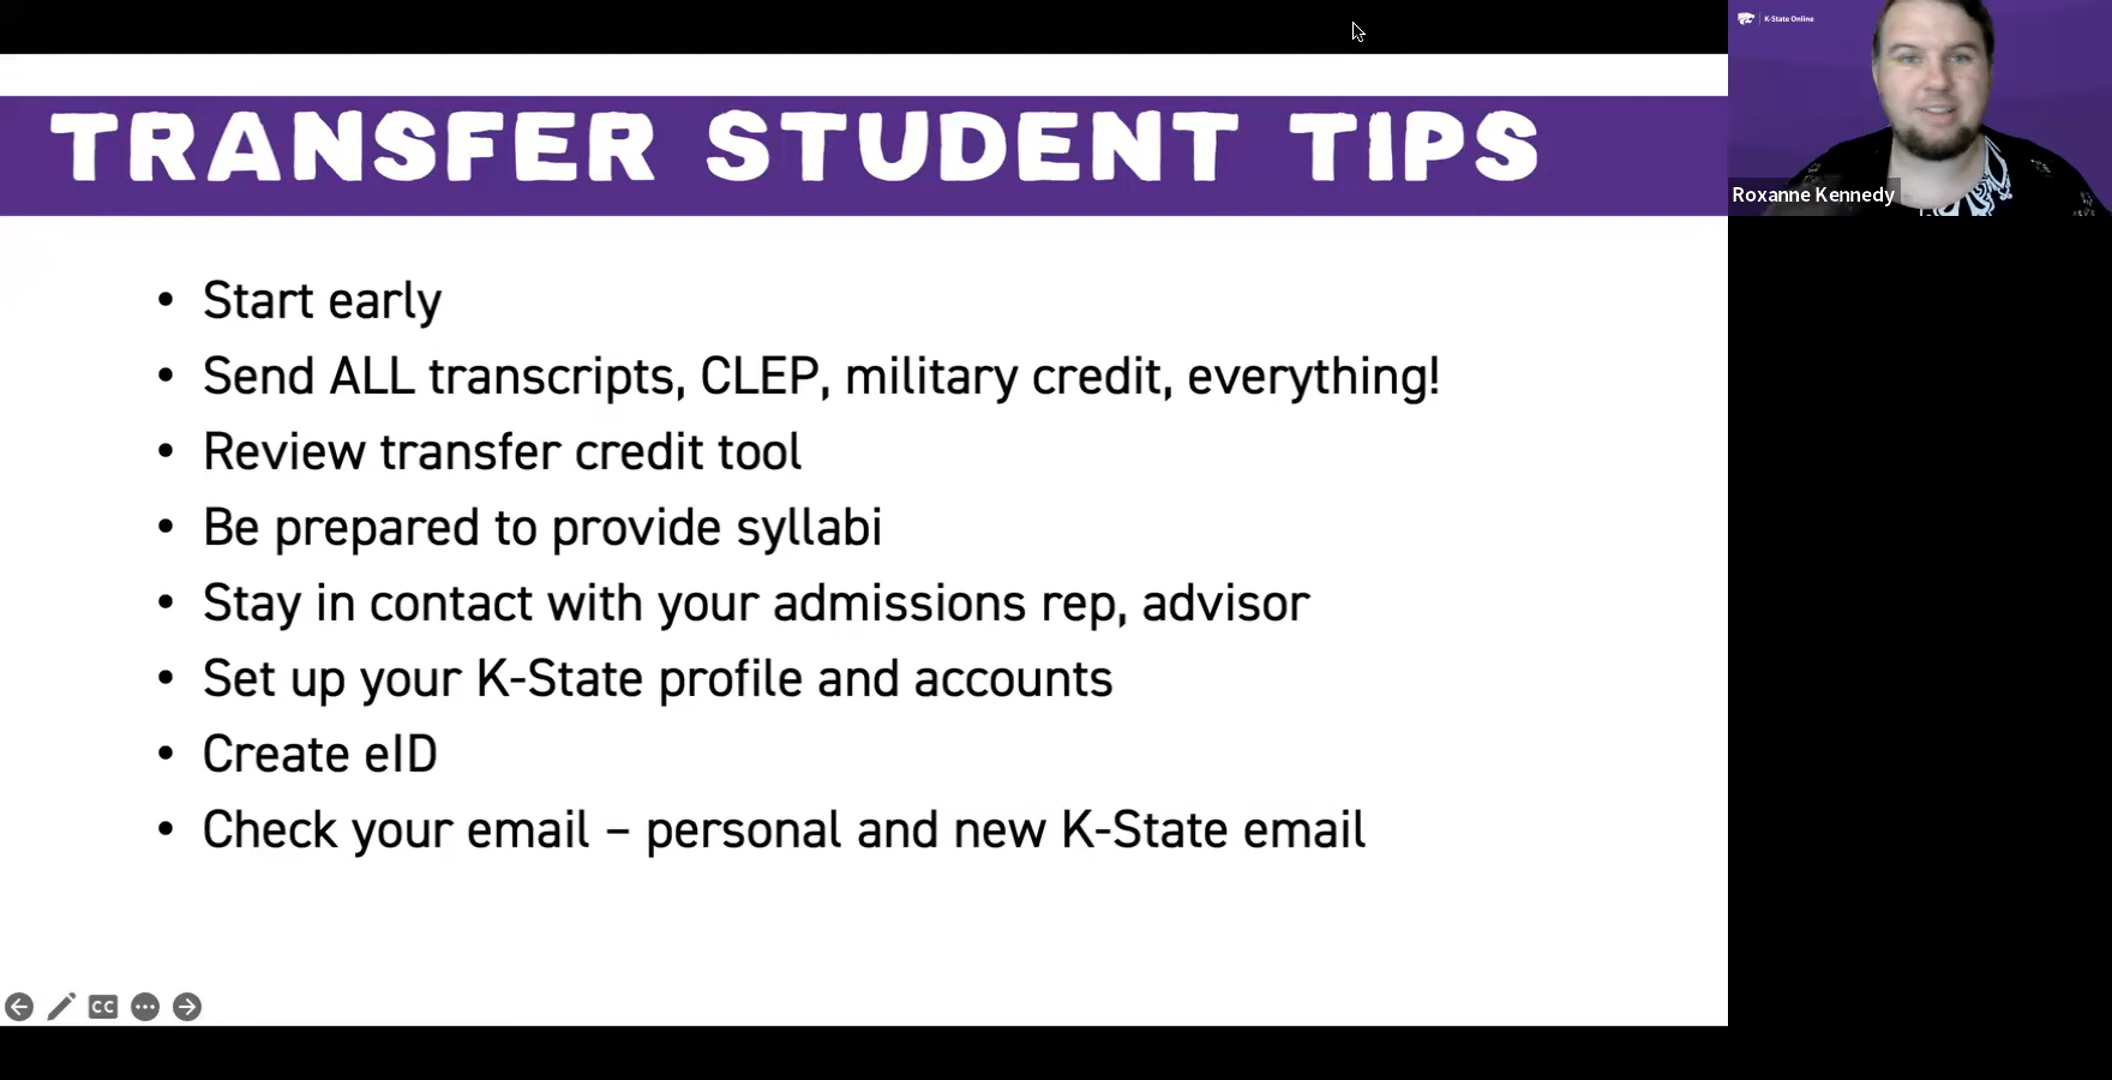 TRANSFER STUDENT TIPS
K-State Online
Roxanne Kennedy
• Start early
• Send ALL transcripts, CLEP, military credit, everything!
• Review transfer credit tool
• Be prepared to provide syllabi
• Stay in contact with your admissions rep, advisor
• Set up your K-State profile and accounts
• Create eID
• Check your email – personal and new K-State email
CC